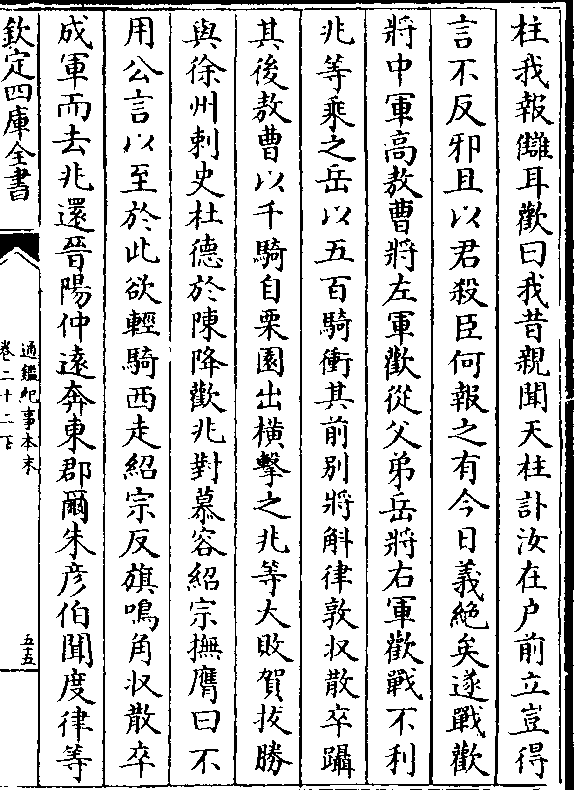 柱我報讎耳歡曰我昔親聞天柱計汝在户前立豈得
言不反邪且以君殺臣何報之有今日義絶矣遂戰歡
將中軍高敖曹將左軍歡從父弟岳將右軍歡戰不利
兆等乘之岳以五百騎衝其前别將斛律敦收散卒躡
其後敖曹以千騎自栗園出横擊之兆等大敗賀拔勝
與徐州刺史杜德於陳降歡兆對慕容紹宗撫膺曰不
用公言以至於此欲輕騎西走紹宗反旗鳴角收散卒
成軍而去兆還晉陽仲遠奔東郡爾朱彦伯聞度律等
欽定四庫全書
通鑑紀事本末
卷二十二下
五五